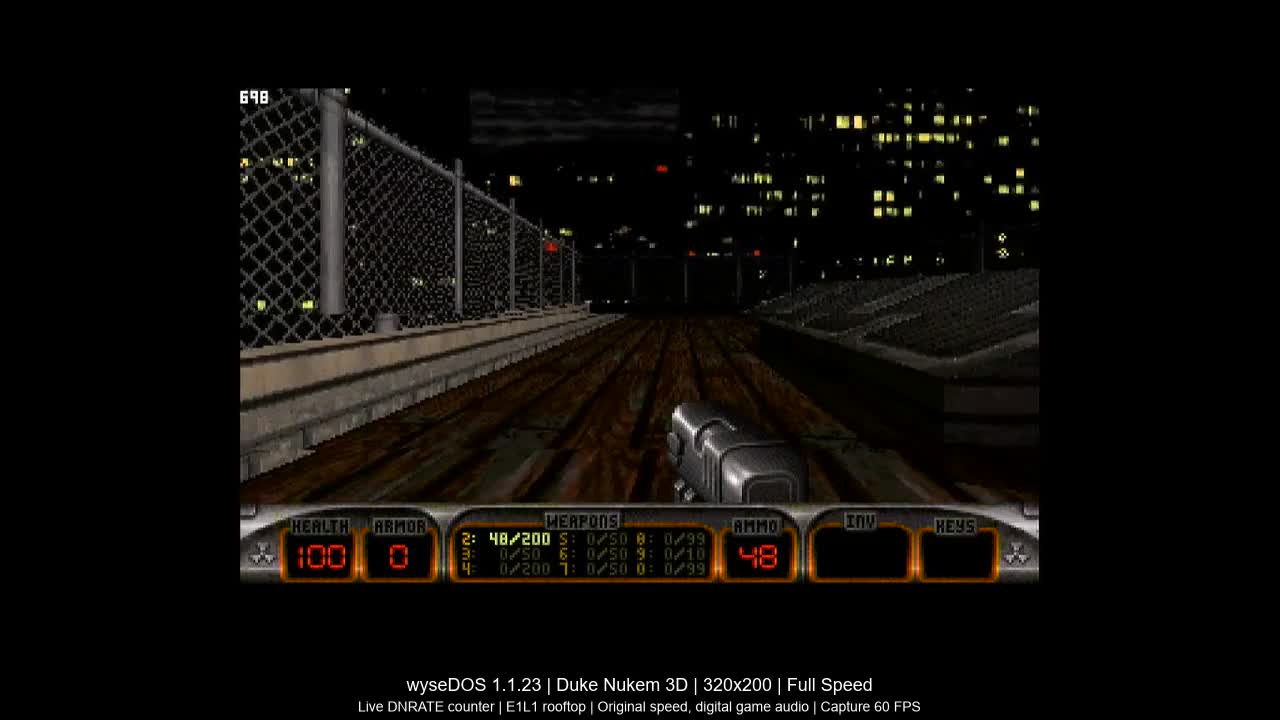 698
HEALTH ARMOR WEAPONS AMMO INV KEYS
100 0 48
2: 48/200 5: 0/50 8: 0/99
3: 0/50 6: 0/50 9: 0/10
4: 0/200 7: 0/50 0: 0/99
wyseDOS 1.1.23 | Duke Nukem 3D | 320x200 | Full Speed
Live DNRATE counter | E1L1 rooftop | Original speed, digital game audio | Capture 60 FPS